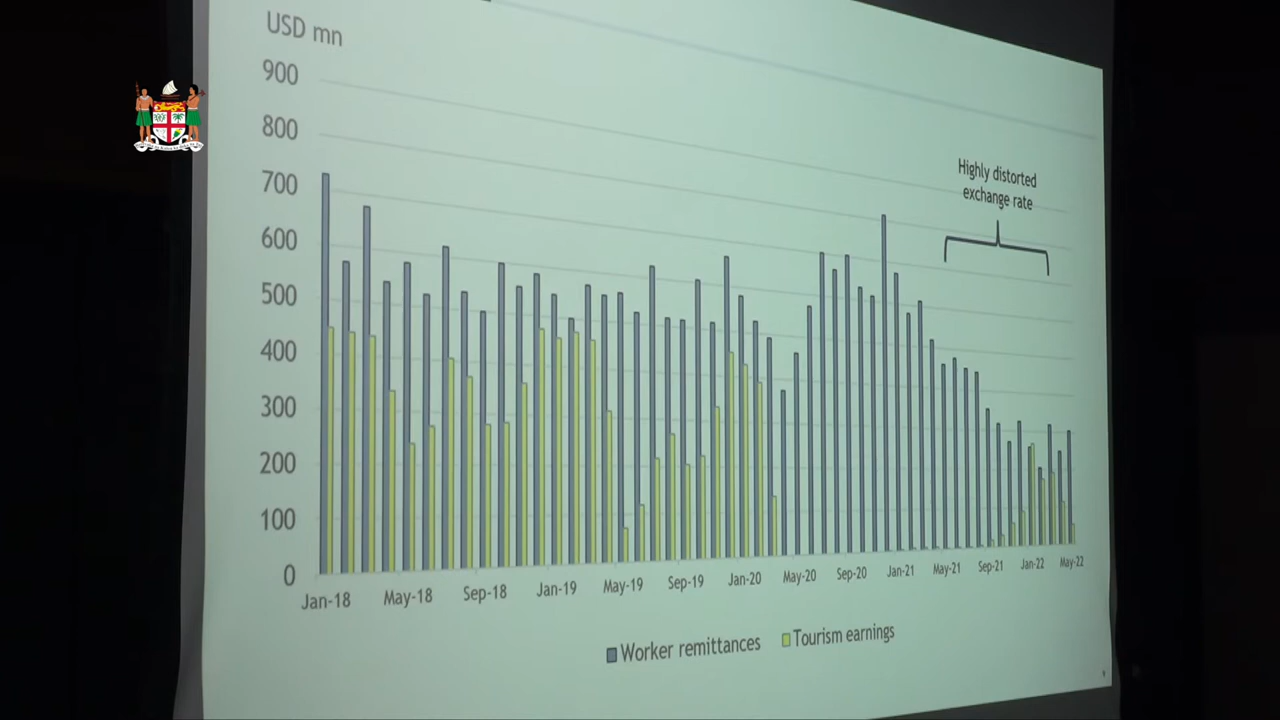 USD mn
900
800
700
600
500
400
300
200
100
0
Highly distorted
exchange rate
Jan-18 May-18 Sep-18 Jan-19 May-19 Sep-19 Jan-20 May-20 Sep-20 Jan-21 May-21 Sep-21 Jan-22 May-22
Worker remittances Tourism earnings